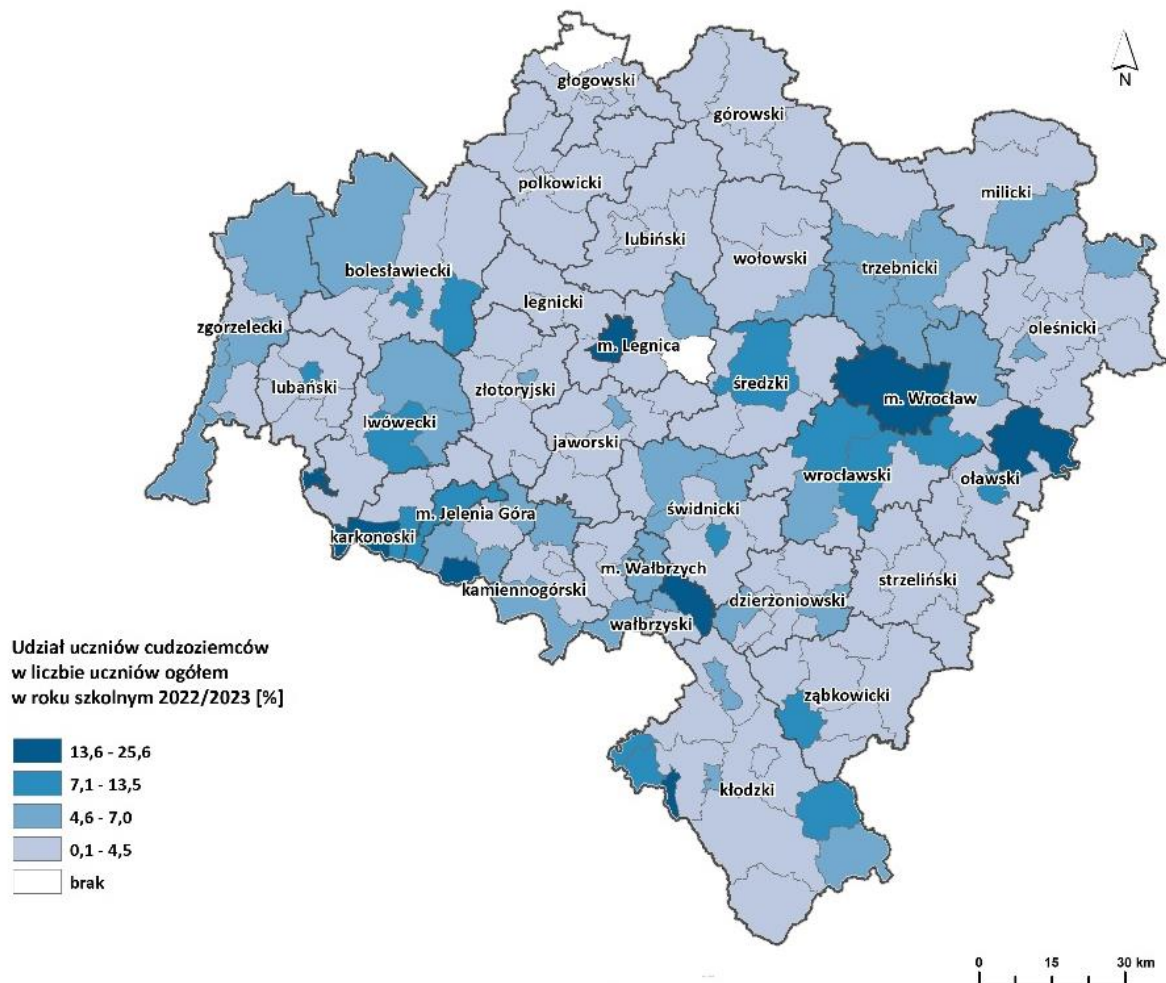 N
głogowski
górowski
polkowicki
milicki
lubiński
wołowski
trzebnicki
bolesławiecki
legnicki
zgorzelecki
oleśnicki
m. Legnica
lubański
złotoryjski
średzki
m. Wrocław
lwówecki
jaworski
wrocławski
oławski
świdnicki
m. Jelenia Góra
karkonoski
m. Wałbrzych
strzeliński
kamiennogórski
dzierżoniowski
wałbrzyski
ząbkowicki
kłodzki
Udział uczniów cudzoziemców
w liczbie uczniów ogółem
w roku szkolnym 2022/2023 [%]
13,6 - 25,6
7,1 - 13,5
4,6 - 7,0
0,1 - 4,5
brak
0 15 30 km